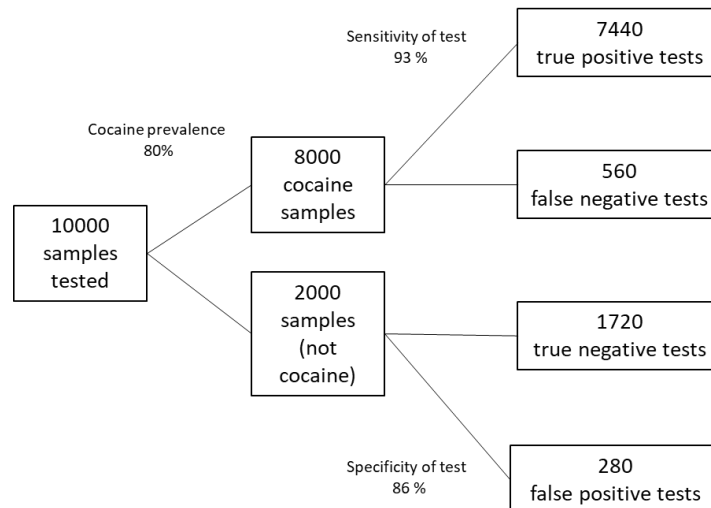 Sensitivity of test
93 %
7440
true positive tests
Cocaine prevalence
80%
8000
cocaine
samples
560
false negative tests
10000
samples
tested
2000
samples
(not
cocaine)
1720
true negative tests
Specificity of test
86 %
280
false positive tests